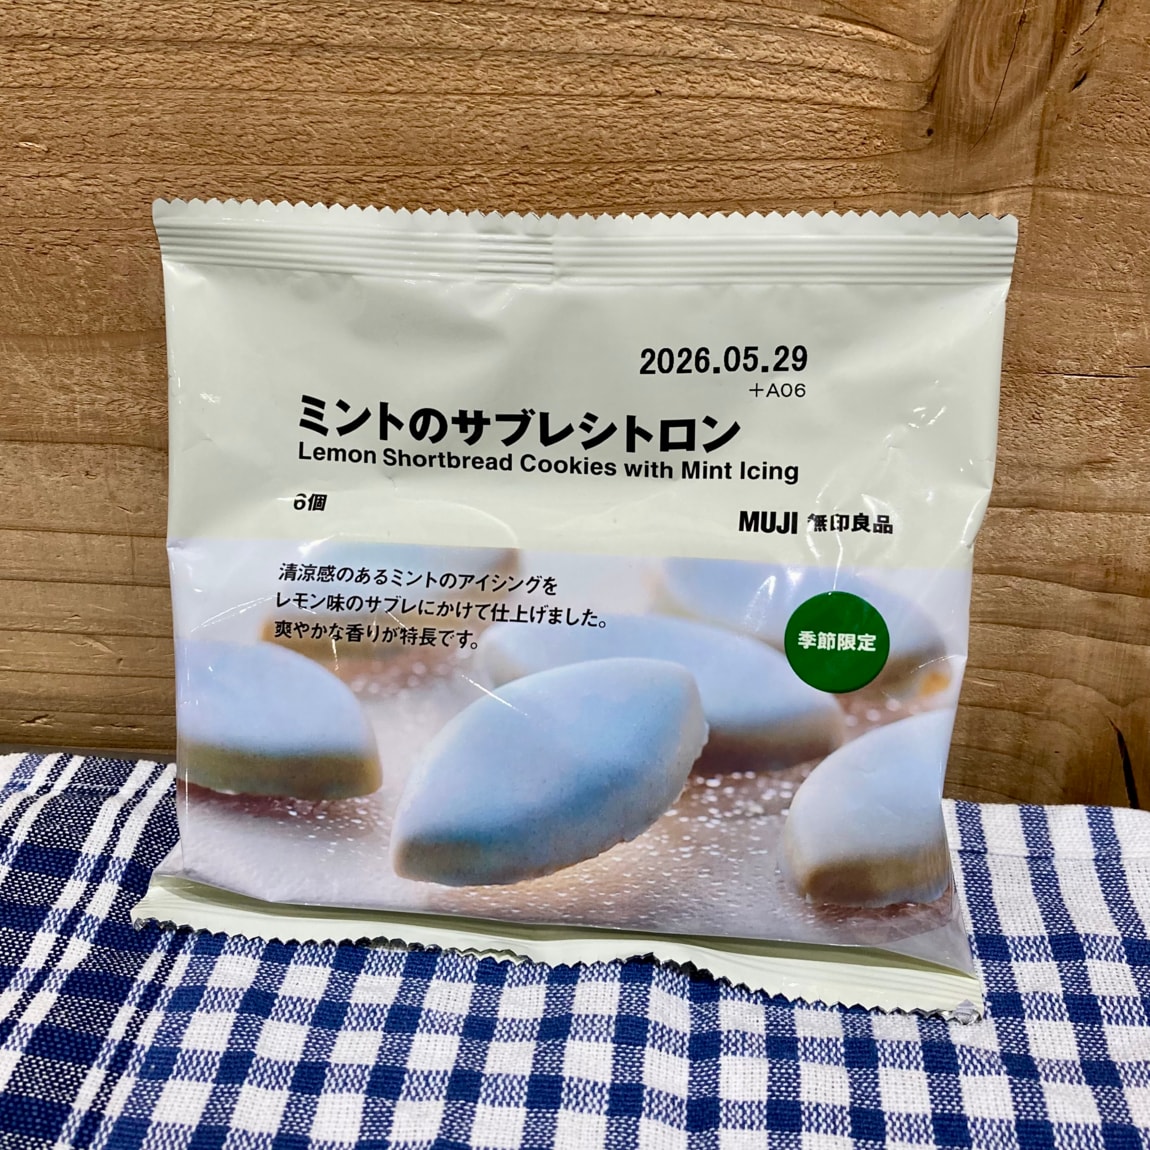 2026.05.29
+A06
ミントのサブレシトロン
Lemon Shortbread Cookies with Mint Icing
6個
MUJI 無印良品
清涼感のあるミントのアイシングを
レモン味のサブレにかけて仕上げました。
爽やかな香りが特長です。
季節限定